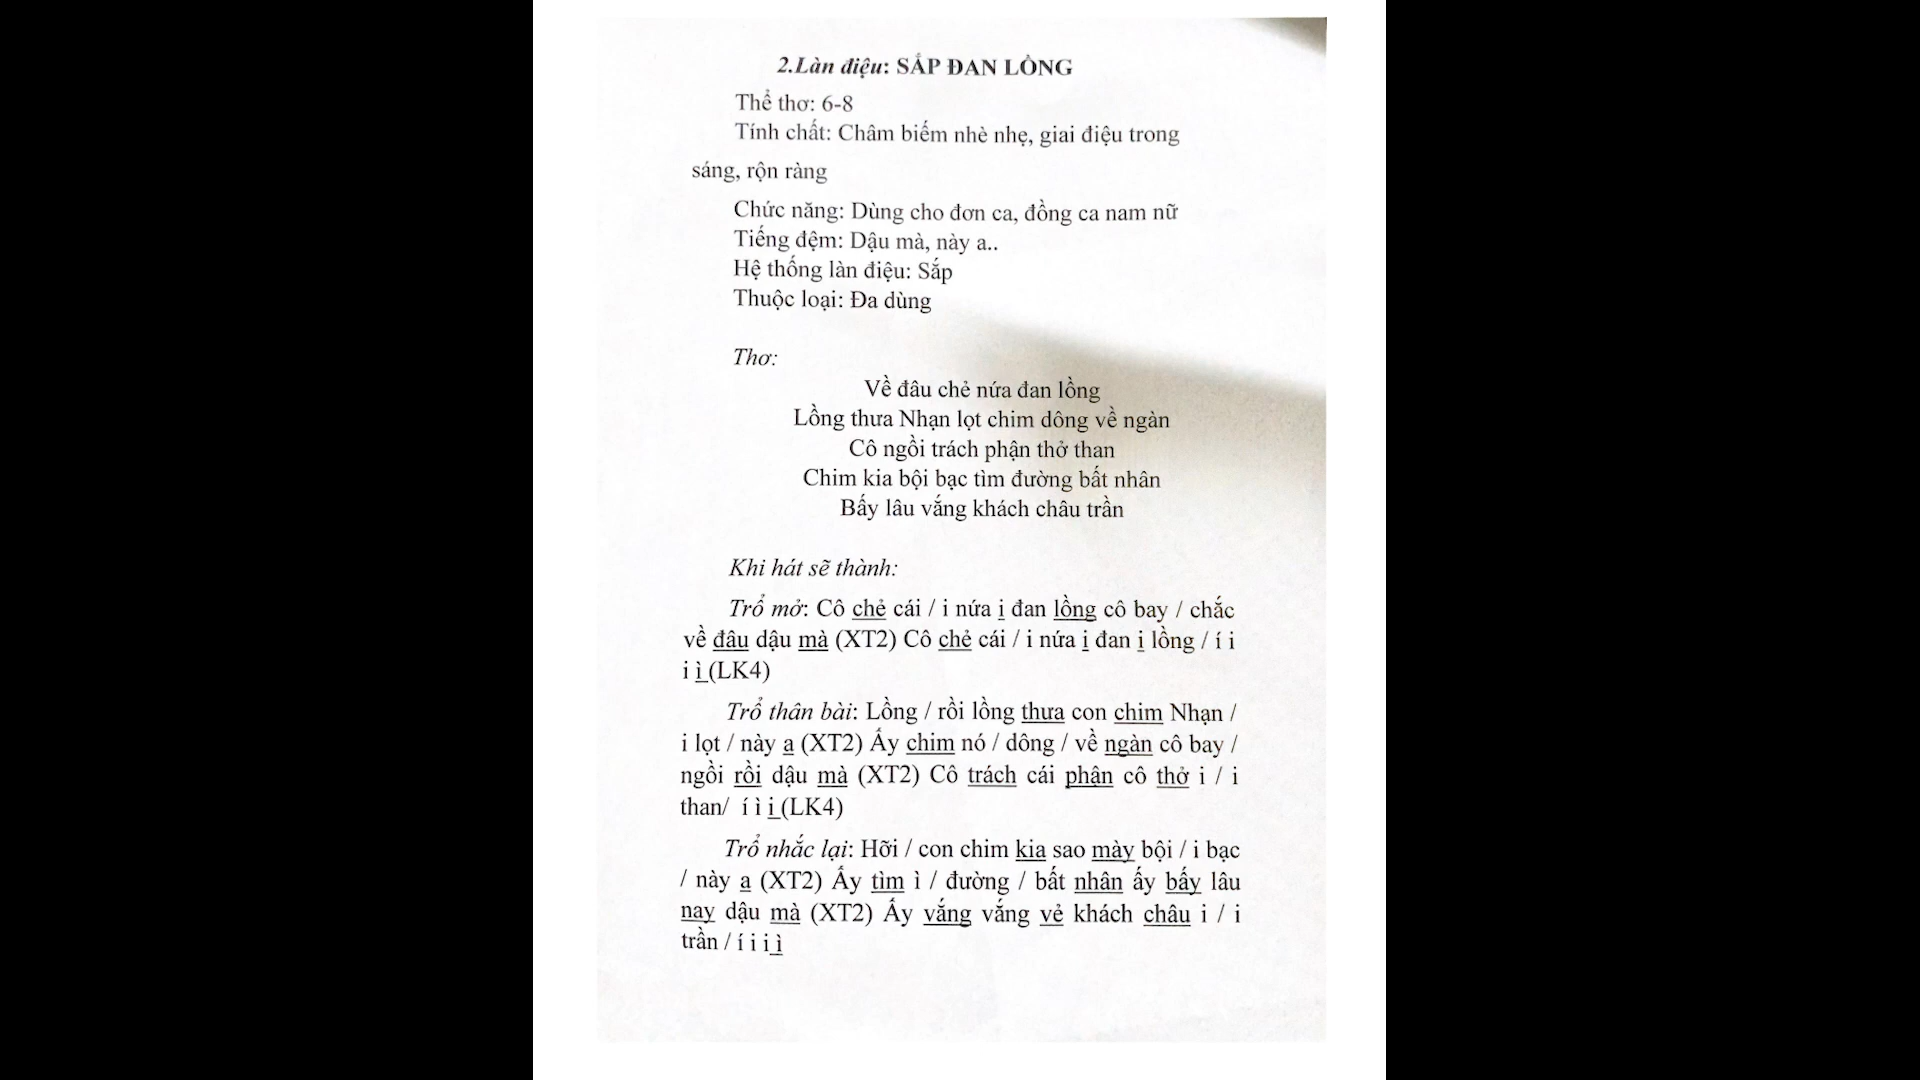 2.Làn điệu: SẮP ĐAN LỒNG
Thể thơ: 6-8
Tính chất: Châm biếm nhè nhẹ, giai điệu trong
sáng, rộn ràng
Chức năng: Dùng cho đơn ca, đồng ca nam nữ
Tiếng đệm: Dậu mà, này a..
Hệ thống làn điệu: Sắp
Thuộc loại: Đa dùng
Thơ:
Về đâu chẻ nứa đan lồng
Lồng thưa Nhạn lọt chim dông về ngàn
Cô ngồi trách phận thở than
Chim kia bội bạc tìm đường bất nhân
Bấy lâu vắng khách châu trần
Khi hát sẽ thành:
Trổ mở: Cô chẻ cái / i nứa i đan lồng cô bay / chắc
về đâu dậu mà (XT2) Cô chẻ cái / i nứa i đan i lồng / í i
i ì (LK4)
Trổ thân bài: Lồng / rồi lồng thưa con chim Nhạn /
i lọt / này a (XT2) Ấy chim nó / dông / về ngàn cô bay /
ngồi rồi dậu mà (XT2) Cô trách cái phận cô thở i / i
than/ í ì i (LK4)
Trổ nhắc lại: Hỡi / con chim kia sao mày bội / i bạc
/ này a (XT2) Ấy tìm ì / đường / bất nhân ấy bấy lâu
nay dậu mà (XT2) Ấy vắng vắng vẻ khách châu i / i
trần / í i i ì